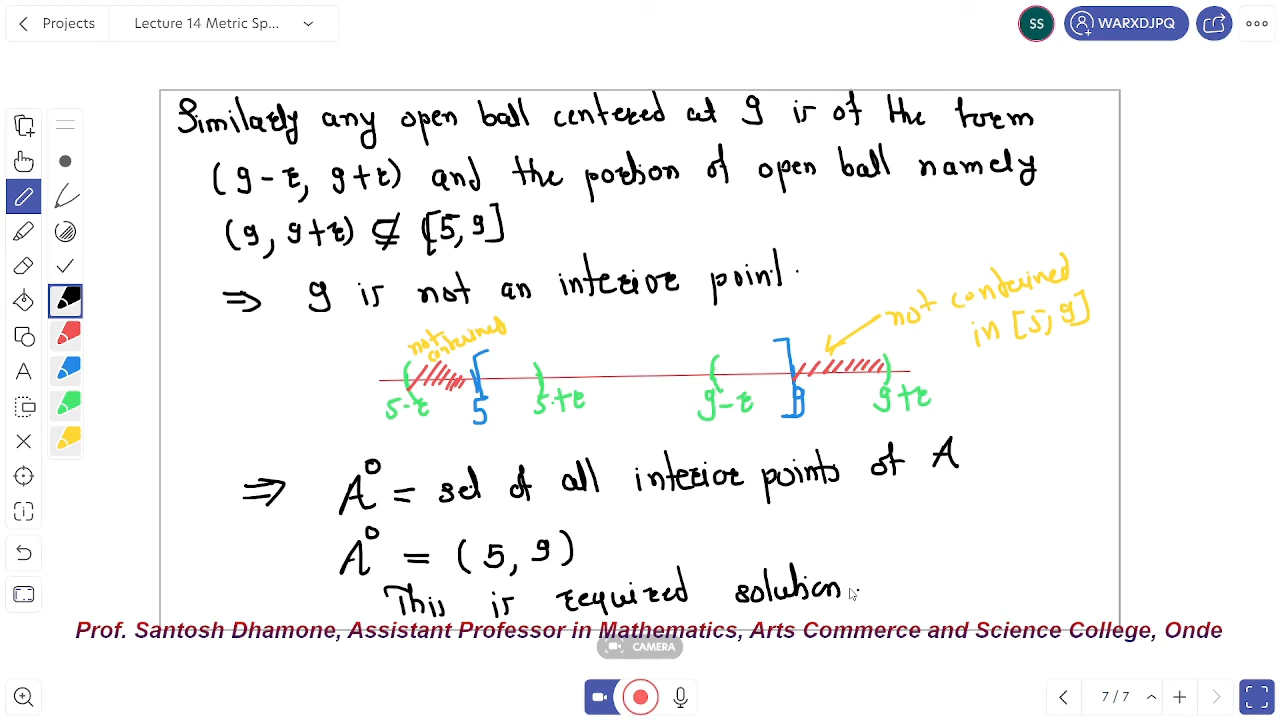 Projects
Lecture 14 Metric Sp...
SS
WARXDJPQ
Similarly any open ball centered at 9 is of the form
(9-ε, 9+ε) and the portion of open ball namely
(9, 9+ε) ⊈ [5, 9]
⇒ 9 is not an interior point.
not contained
in [5, 9]
not
contained
5-ε 5 5+ε 9-ε 9 9+ε
⇒ A° = set of all interior points of A
A° = (5, 9)
This is required solution.
Prof. Santosh Dhamone, Assistant Professor in Mathematics, Arts Commerce and Science College, Onde
CAMERA
7/7